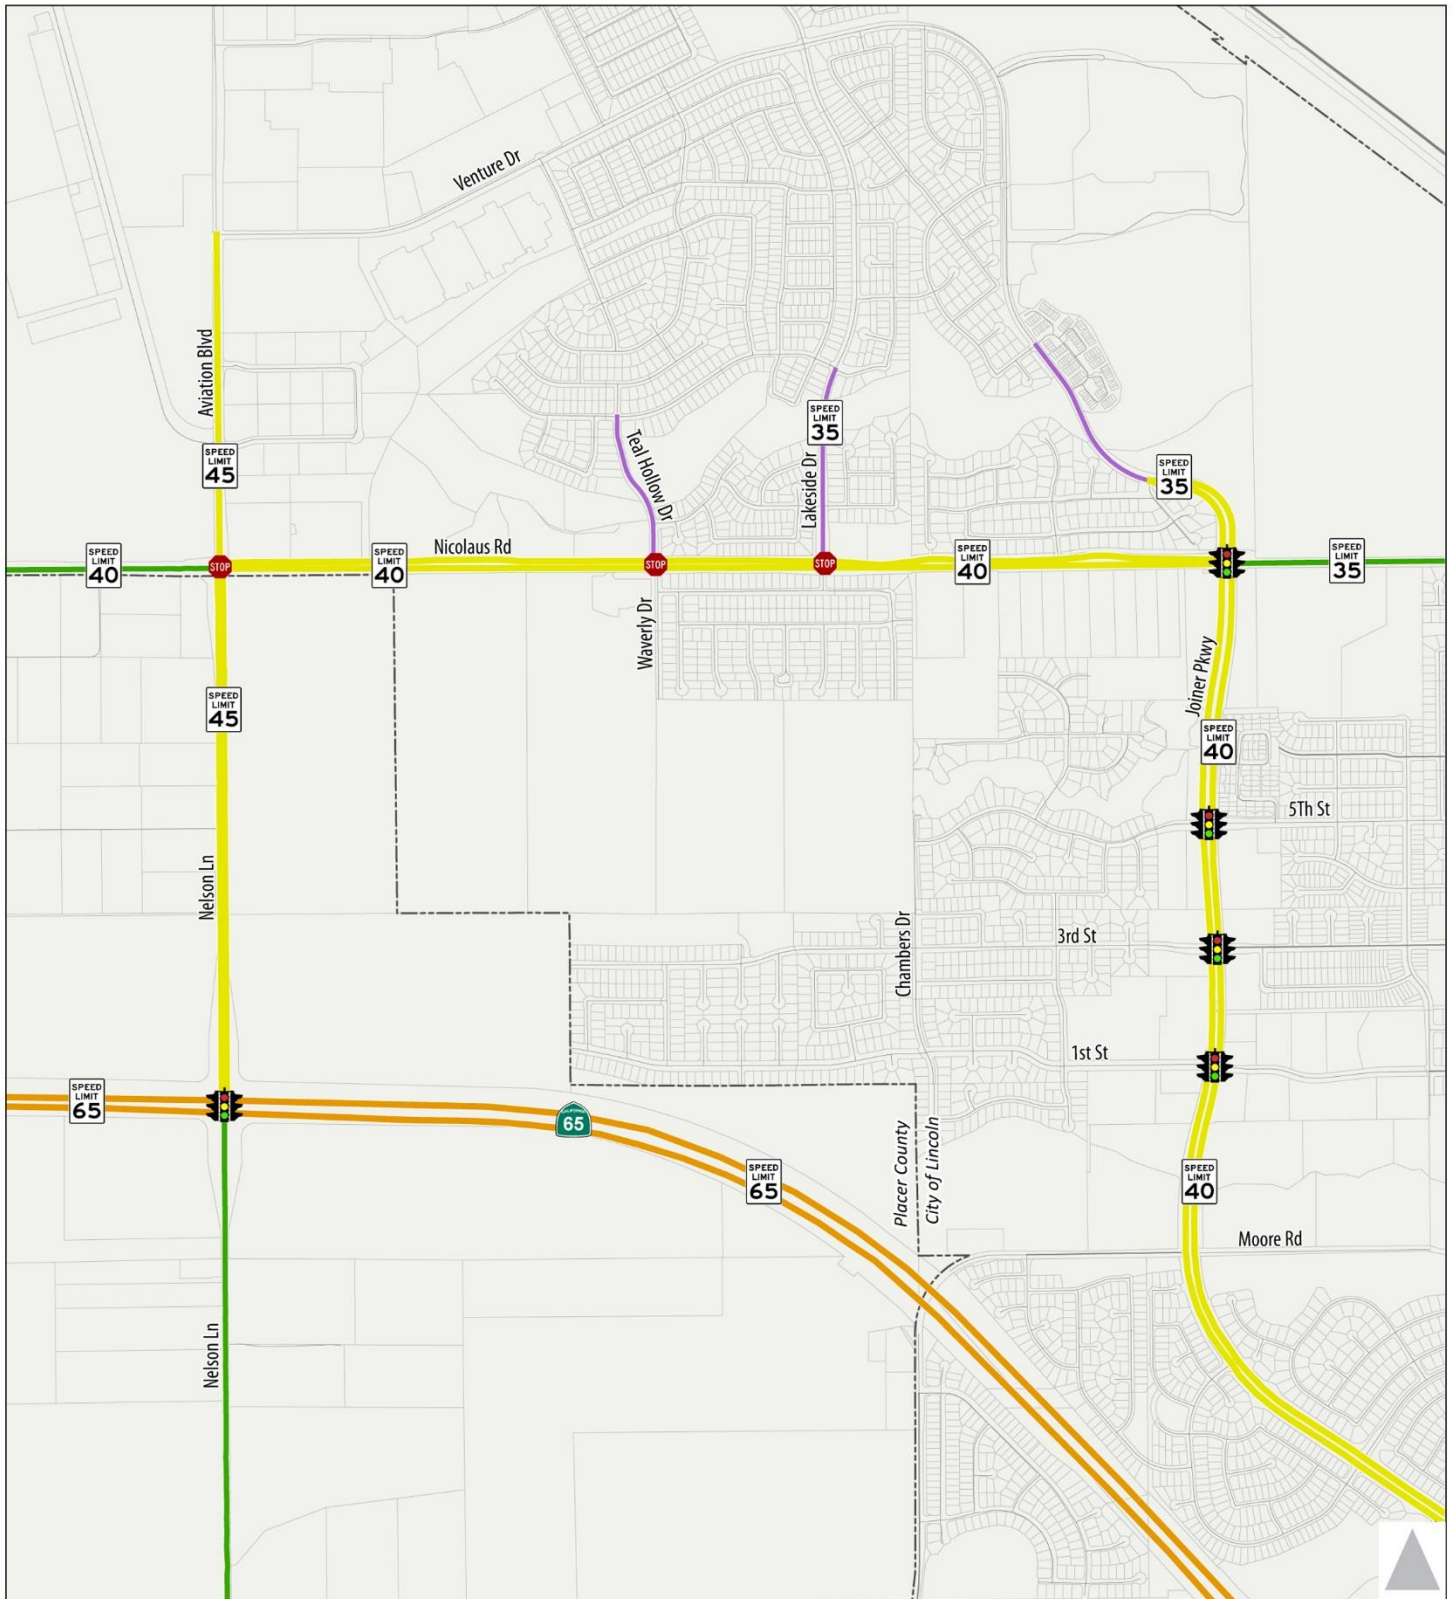 Venture Dr
Aviation Blvd
SPEED
LIMIT
35
Teal Hollow Dr
Lakeside Dr
SPEED
LIMIT
45
SPEED
LIMIT
35
Nicolaus Rd
SPEED
LIMIT
40
STOP
SPEED
LIMIT
40
STOP
STOP
SPEED
LIMIT
40
SPEED
LIMIT
35
Waverly Dr
Joiner Pkwy
SPEED
LIMIT
45
SPEED
LIMIT
40
5Th St
Nelson Ln
Chambers Dr
3rd St
1st St
SPEED
LIMIT
65
CALIFORNIA
65
SPEED
LIMIT
65
Placer County
City of Lincoln
SPEED
LIMIT
40
Moore Rd
Nelson Ln